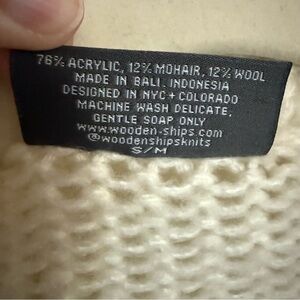 76% ACRYLIC, 12% MOHAIR, 12% WOOL
MADE IN BALI, INDONESIA
DESIGNED IN NYC + COLORADO
MACHINE WASH DELICATE,
GENTLE SOAP ONLY
www.wooden-ships.com
@woodenshipsknits
S/M